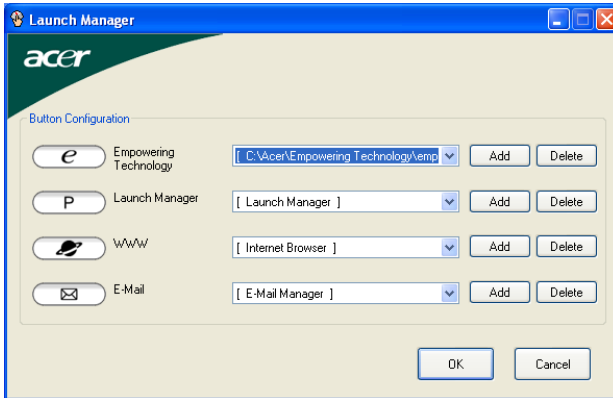 Launch Manager
acer
Button Configuration
e
Empowering
Technology
[ C:\Acer\Empowering Technology\emp
Add
Delete
P
Launch Manager
[ Launch Manager ]
Add
Delete
WWW
[ Internet Browser ]
Add
Delete
E-Mail
[ E-Mail Manager ]
Add
Delete
OK
Cancel